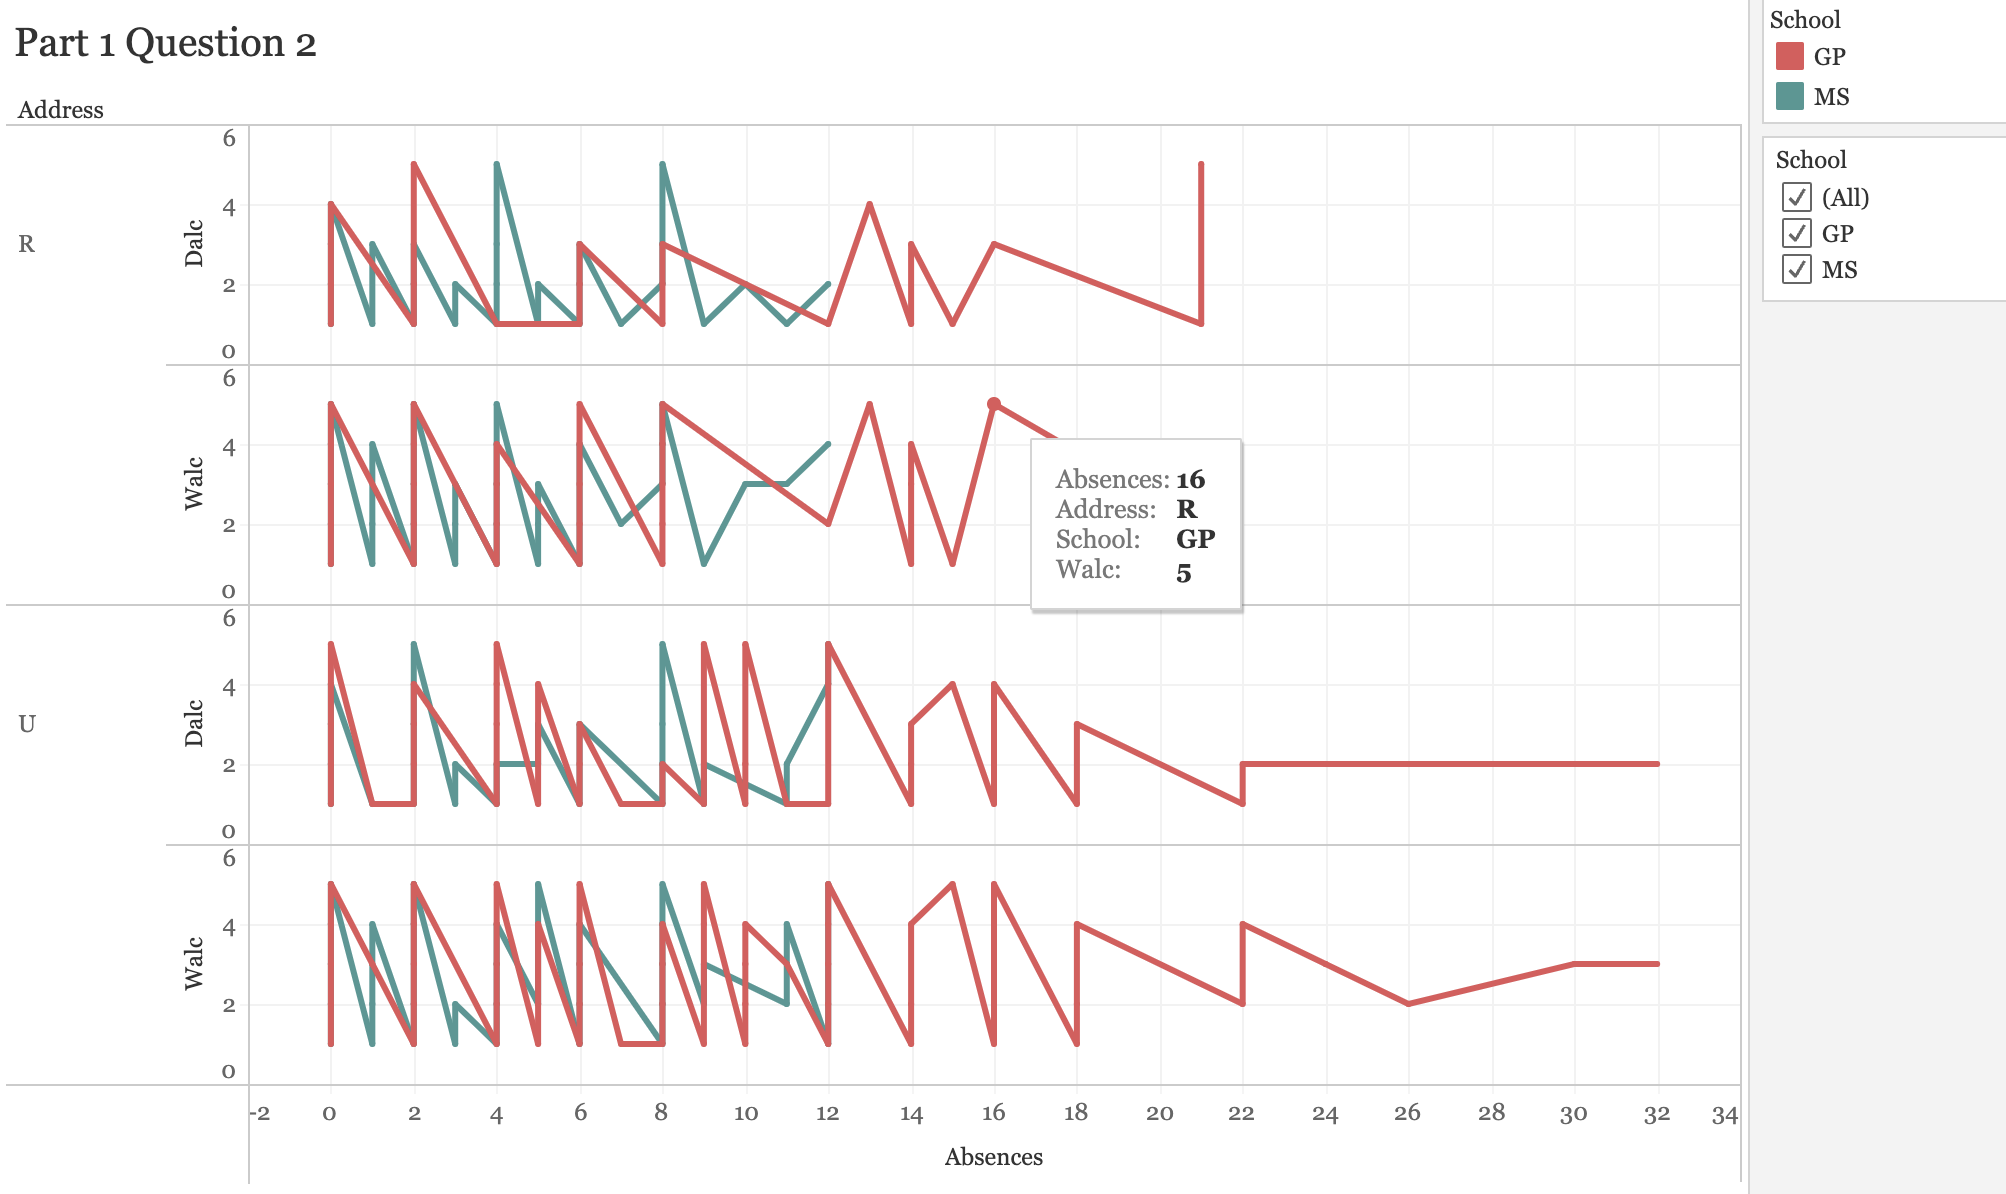 Part 1 Question 2
Address
R
Dalc
6
4
2
0
Walc
6
4
2
0
Absences: 16
Address: R
School: GP
Walc: 5
U
Dalc
6
4
2
0
Walc
6
4
2
0
-2 0 2 4 6 8 10 12 14 16 18 20 22 24 26 28 30 32 34
Absences
School
GP
MS
School
(All)
GP
MS